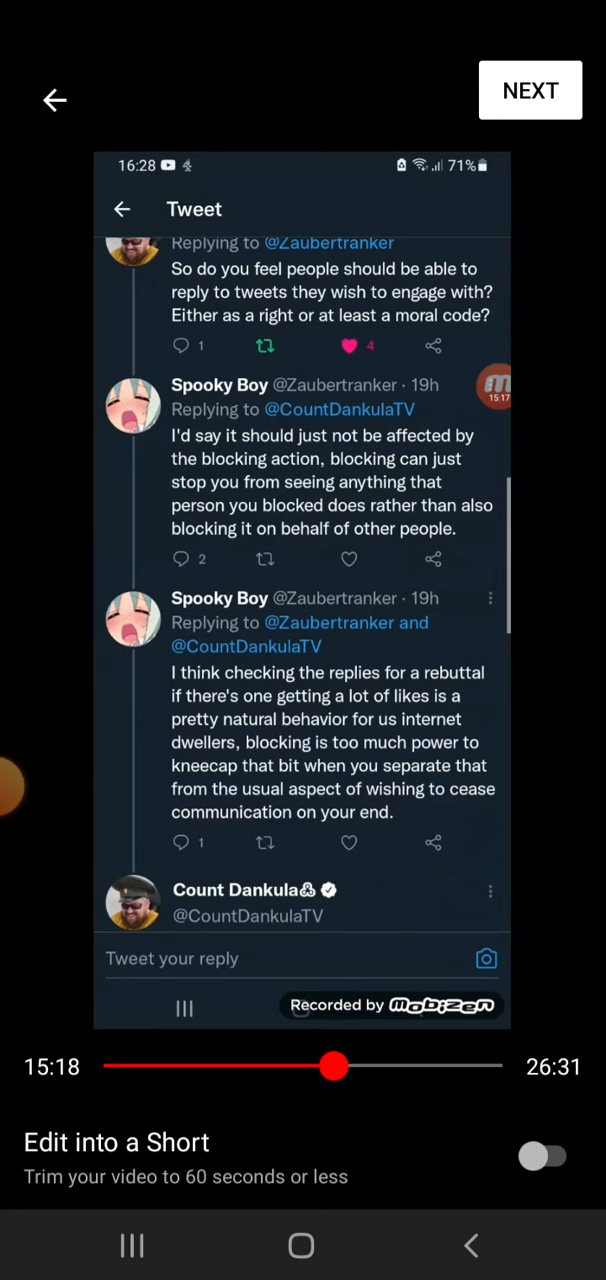 NEXT
16:28
71%
Tweet
Replying to @Zaubertranker
So do you feel people should be able to
reply to tweets they wish to engage with?
Either as a right or at least a moral code?
1
4
15:17
Spooky Boy @Zaubertranker · 19h
Replying to @CountDankulaTV
I'd say it should just not be affected by
the blocking action, blocking can just
stop you from seeing anything that
person you blocked does rather than also
blocking it on behalf of other people.
2
Spooky Boy @Zaubertranker · 19h
Replying to @Zaubertranker and
@CountDankulaTV
I think checking the replies for a rebuttal
if there's one getting a lot of likes is a
pretty natural behavior for us internet
dwellers, blocking is too much power to
kneecap that bit when you separate that
from the usual aspect of wishing to cease
communication on your end.
1
Count Dankula
@CountDankulaTV
Tweet your reply
Recorded by mobizen
15:18
26:31
Edit into a Short
Trim your video to 60 seconds or less